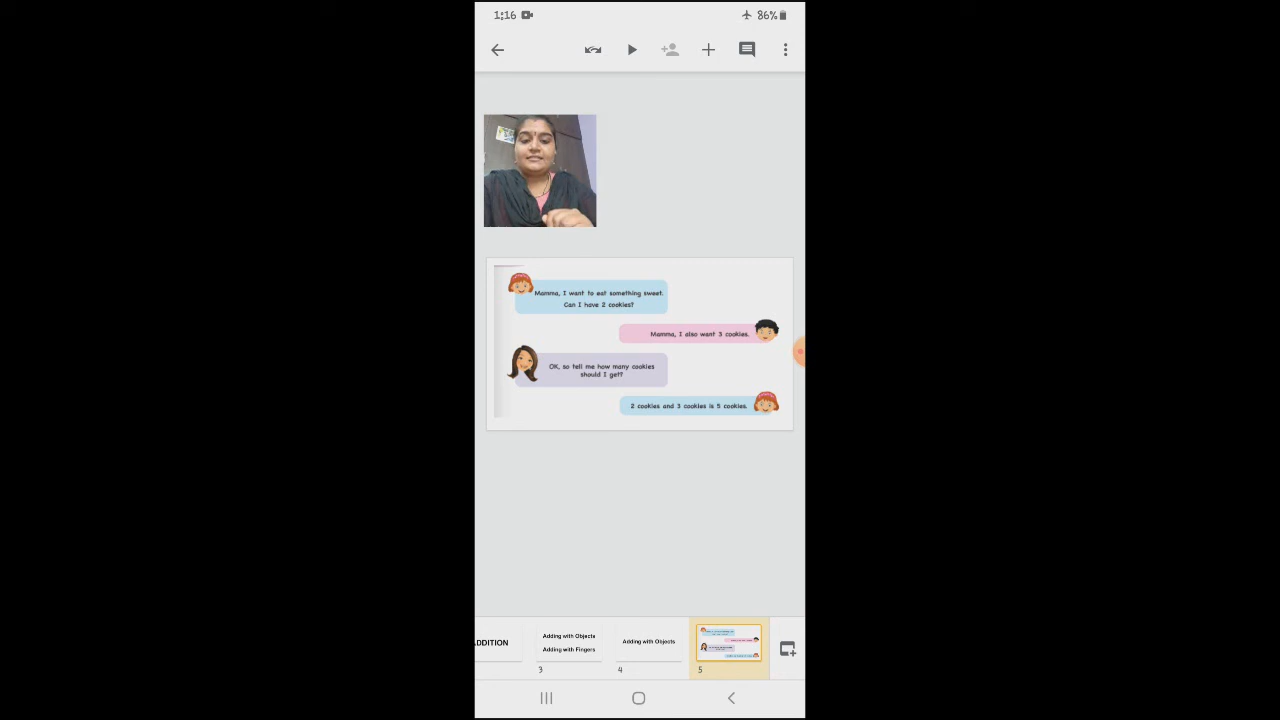 1:16
86%
Mamma, I want to eat something sweet.
Can I have 2 cookies?
Mamma, I also want 3 cookies.
OK, so tell me how many cookies
should I get?
2 cookies and 3 cookies is 5 cookies.
DDITION
Adding with Objects
Adding with Fingers
3
Adding with Objects
4
5